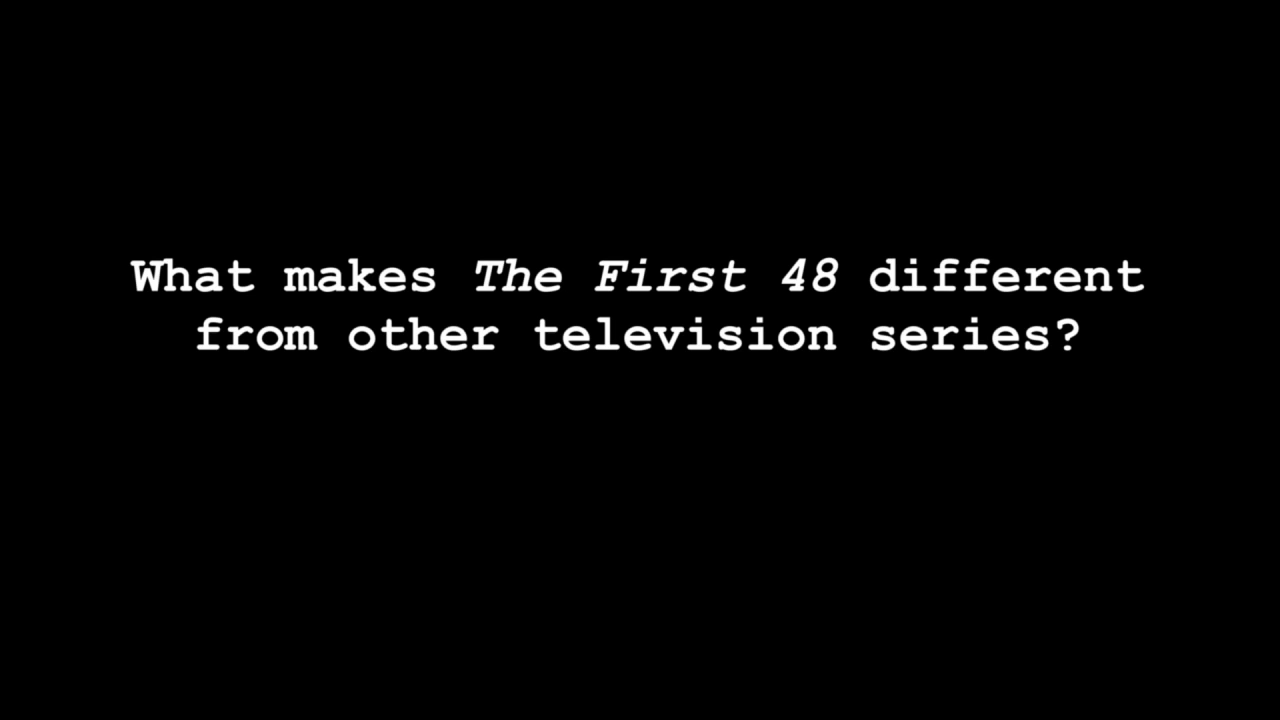 What makes The First 48 different
from other television series?